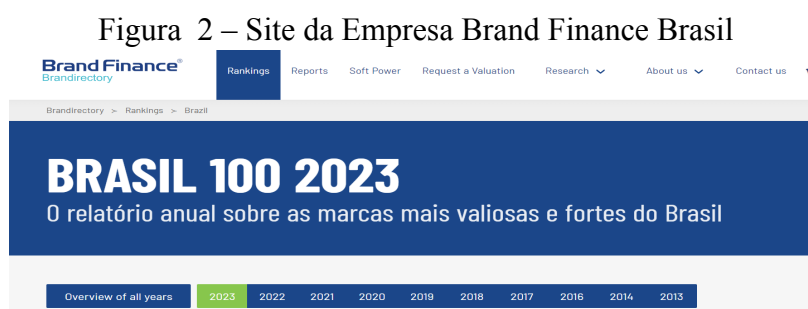 Figura 2 – Site da Empresa Brand Finance Brasil
Brand Finance®
Brandirectory
Rankings Reports Soft Power Request a Valuation Research About us Contact us
Brandirectory > Rankings > Brazil
BRASIL 100 2023
O relatório anual sobre as marcas mais valiosas e fortes do Brasil
Overview of all years 2023 2022 2021 2020 2019 2018 2017 2016 2014 2013